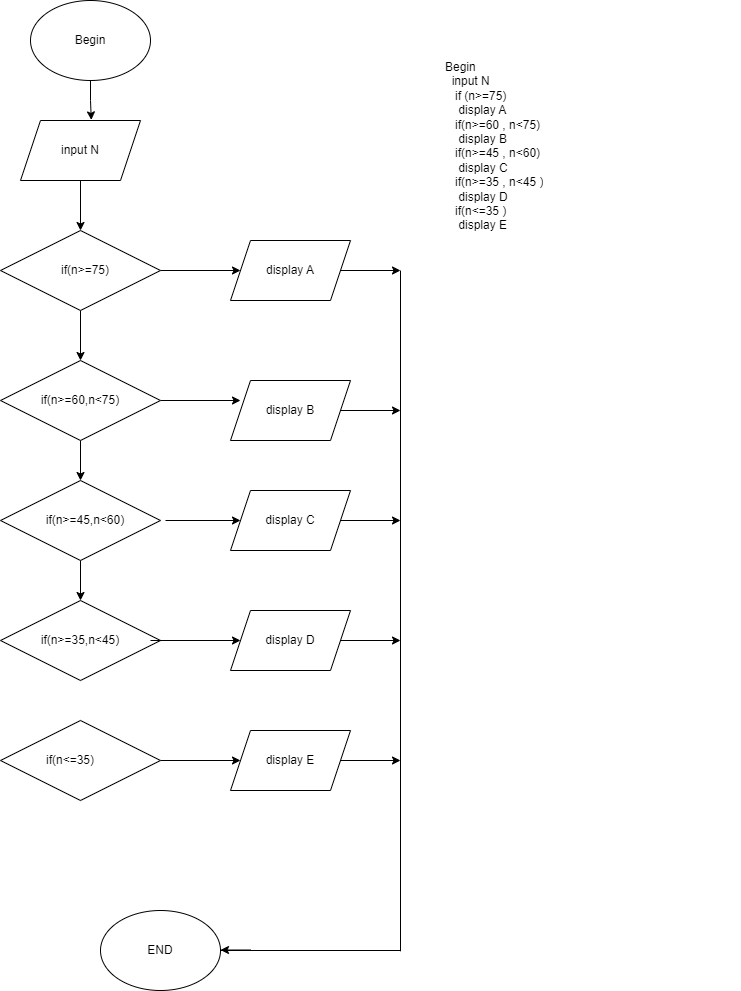 Begin
input N
if(n>=75)
display A
if(n>=60,n<75)
display B
if(n>=45,n<60)
display C
if(n>=35,n<45)
display D
if(n<=35)
display E
END
Begin
input N
if (n>=75)
display A
if(n>=60 , n<75)
display B
if(n>=45 , n<60)
display C
if(n>=35 , n<45 )
display D
if(n<=35 )
display E